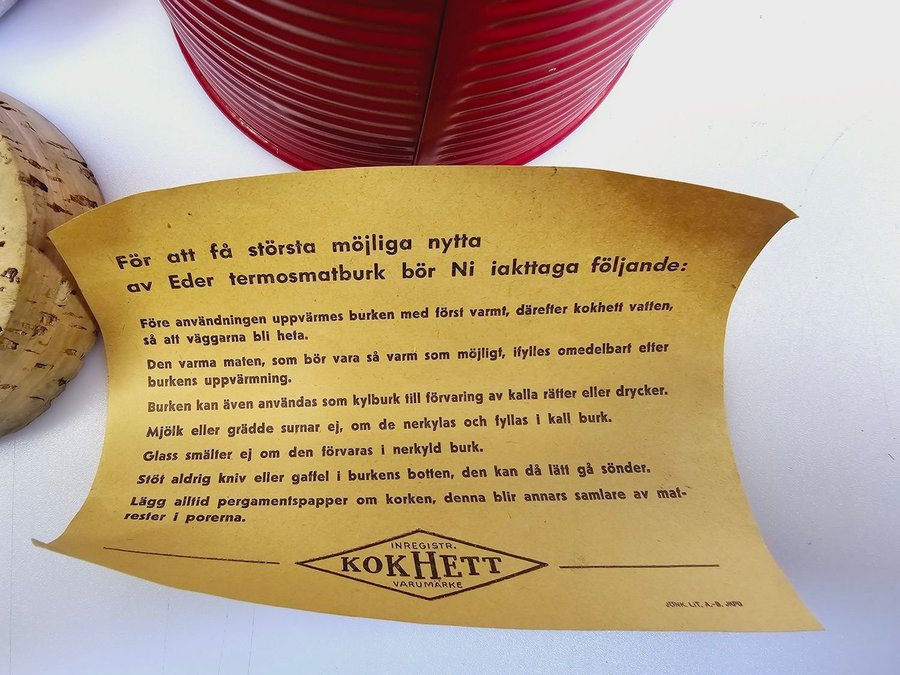 För att få största möjliga nytta
av Eder termosmatburk bör Ni iakttaga följande:
Före användningen uppvärmes burken med först varmt, därefter kokhett vatten,
så att väggarna bli heta.
Den varma maten, som bör vara så varm som möjligt, ifylles omedelbart efter
burkens uppvärmning.
Burken kan även användas som kylburk till förvaring av kalla rätter eller drycker.
Mjölk eller grädde surnar ej, om de nerkylas och fyllas i kall burk.
Glass smälter ej om den förvaras i nerkyld burk.
Stöt aldrig kniv eller gaffel i burkens botten, den kan då lätt gå sönder.
Lägg alltid pergamentspapper om korken, denna blir annars samlare av mat-
rester i porerna.
INREGISTR.
KOKHETT
VARUMÄRKE
JUNK. LIT. A.-B. JKPG